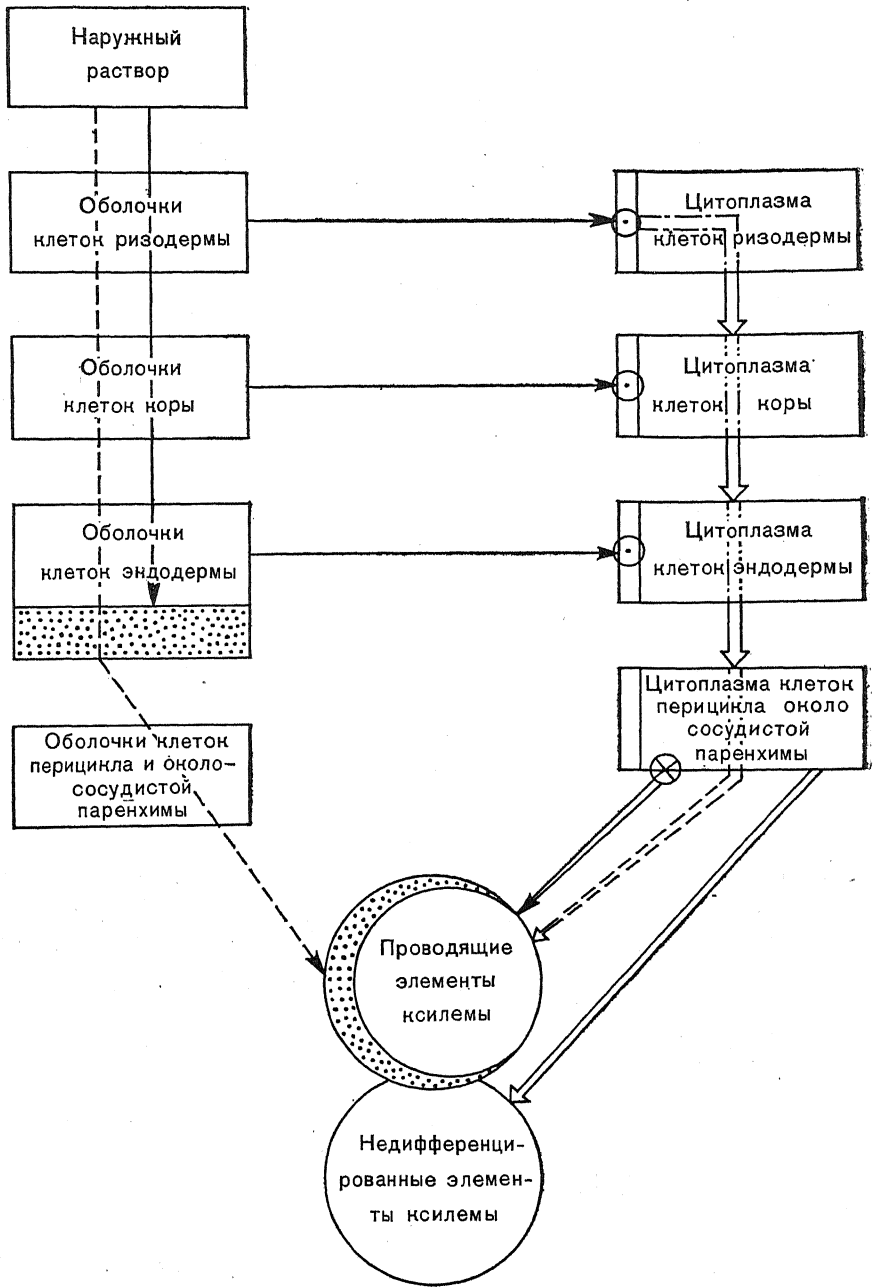 Наружный
раствор
Оболочки
клеток ризодермы
Цитоплазма
клеток ризодермы
Оболочки
клеток коры
Цитоплазма
клеток коры
Оболочки
клеток эндодермы
Цитоплазма
клеток эндодермы
Цитоплазма клеток
перицикла около
сосудистой
паренхимы
Оболочки клеток
перицикла и около-
сосудистой
паренхимы
Проводящие
элементы
ксилемы
Недифференци-
рованные элемен-
ты ксилемы